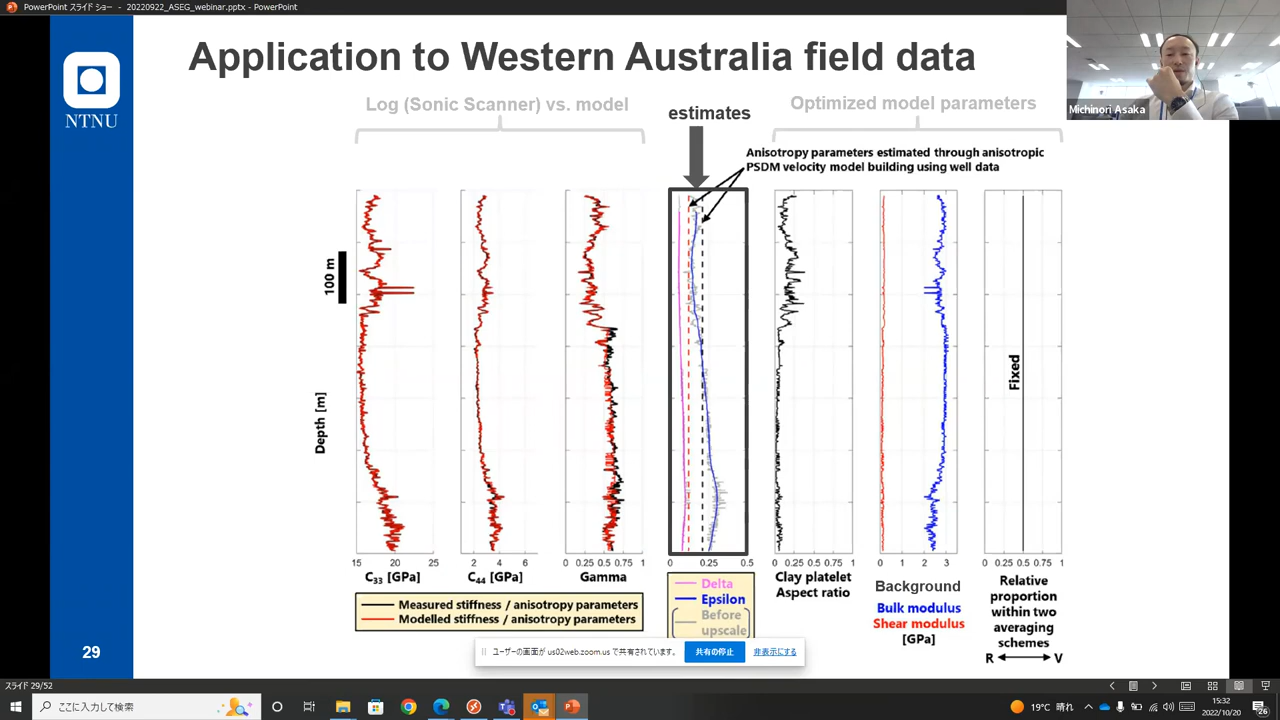 PowerPoint スライド ショー - 20220922_ASEG_webinar.pptx - PowerPoint
Application to Western Australia field data
NTNU
Michinori Asaka
Log (Sonic Scanner) vs. model
estimates
Optimized model parameters
Anisotropy parameters estimated through anisotropic
PSDM velocity model building using well data
100 m
Depth [m]
Fixed
15 20 25
2 4 6
0 0.25 0.5 0.75 1
0 0.25 0.5
0 0.25 0.5 0.75 1
0 1 2 3
0 0.25 0.5 0.75 1
C33 [GPa]
C44 [GPa]
Gamma
Measured stiffness / anisotropy parameters
Modelled stiffness / anisotropy parameters
Delta
Epsilon
Before
upscale
Clay platelet
Aspect ratio
Background
Bulk modulus
Shear modulus
[GPa]
Relative
proportion
within two
averaging
schemes
R V
29
ユーザーの画面が us02web.zoom.us で共有されています。 共有の停止 非表示にする
スライド 29/52
ここに入力して検索
19°C 晴れ
15:32
2022/10/20
26